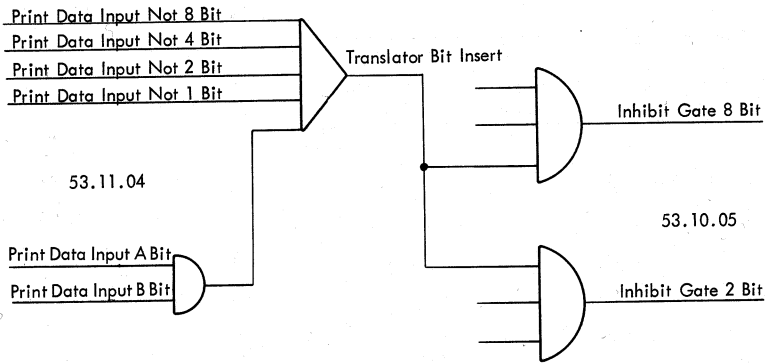 Print Data Input Not 8 Bit
Print Data Input Not 4 Bit
Print Data Input Not 2 Bit
Print Data Input Not 1 Bit
Translator Bit Insert
Inhibit Gate 8 Bit
53.11.04
53.10.05
Print Data Input A Bit
Print Data Input B Bit
Inhibit Gate 2 Bit